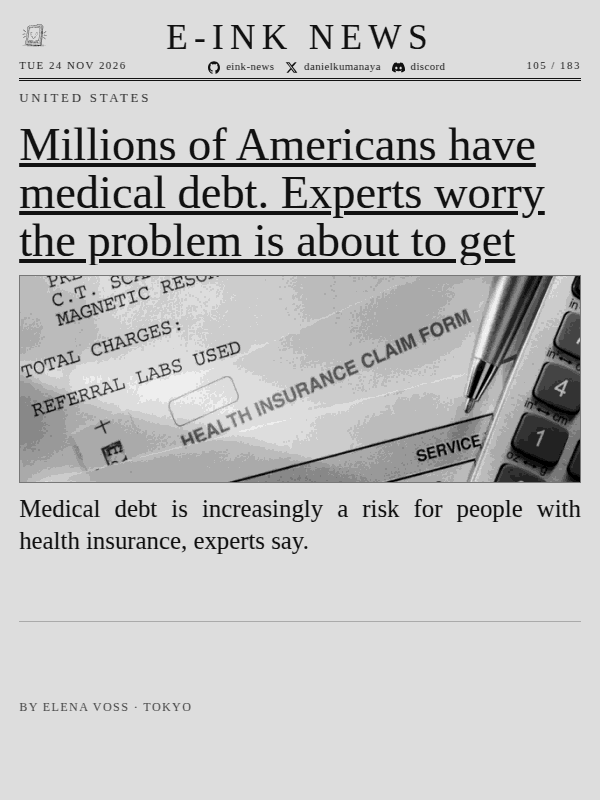 E-INK NEWS
TUE 24 NOV 2026
eink-news danielkumanaya discord
105 / 183
UNITED STATES
Millions of Americans have
medical debt. Experts worry
the problem is about to get
C.T.
MAGNETIC
TOTAL CHARGES:
REFERRAL LABS USED
HEALTH INSURANCE CLAIM FORM
SERVICE
in↔cm
4
1
Medical debt is increasingly a risk for people with
health insurance, experts say.
BY ELENA VOSS · TOKYO